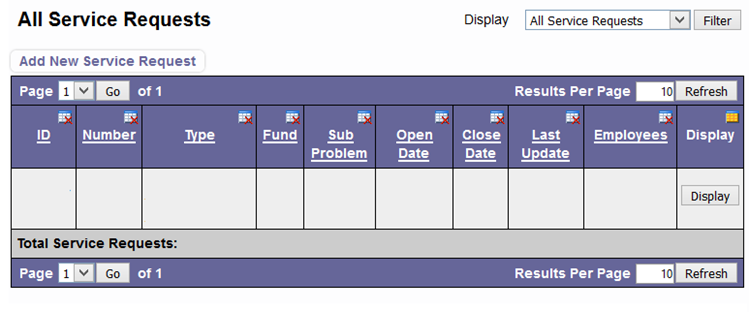 All Service Requests Display All Service Requests Filter
Add New Service Request
Page 1 Go of 1 Results Per Page 10 Refresh
ID Number Type Fund Sub Problem Open Date Close Date Last Update Employees Display
Display
Total Service Requests:
Page 1 Go of 1 Results Per Page 10 Refresh